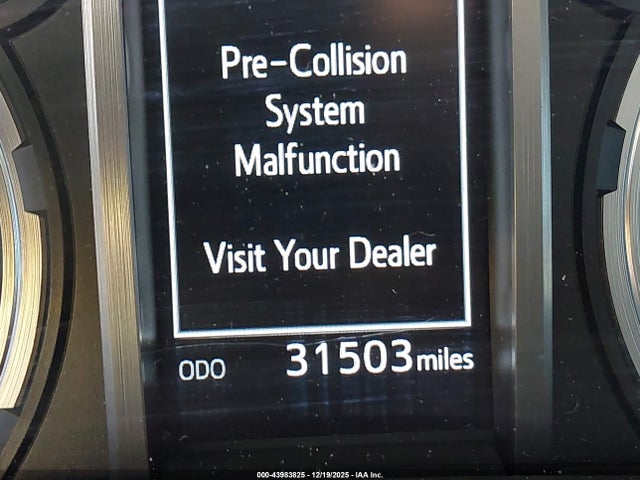 Pre-Collision
System
Malfunction
Visit Your Dealer
ODO 31503 miles
000-43983825 - 12/19/2025 - IAA Inc.